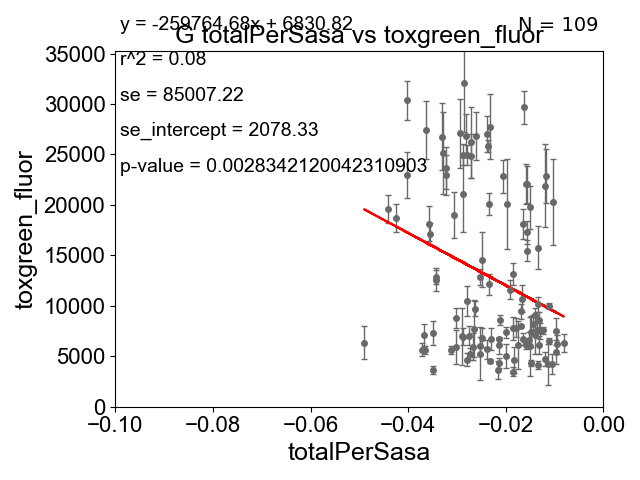 y = -259764.68x + 6830.82
N = 109
G totalPerSasa vs toxgreen_fluor
r^2 = 0.08
se = 85007.22
se_intercept = 2078.33
p-value = 0.0028342120042310903
toxgreen_fluor
35000
30000
25000
20000
15000
10000
5000
0
−0.10
−0.08
−0.06
−0.04
−0.02
0.00
totalPerSasa